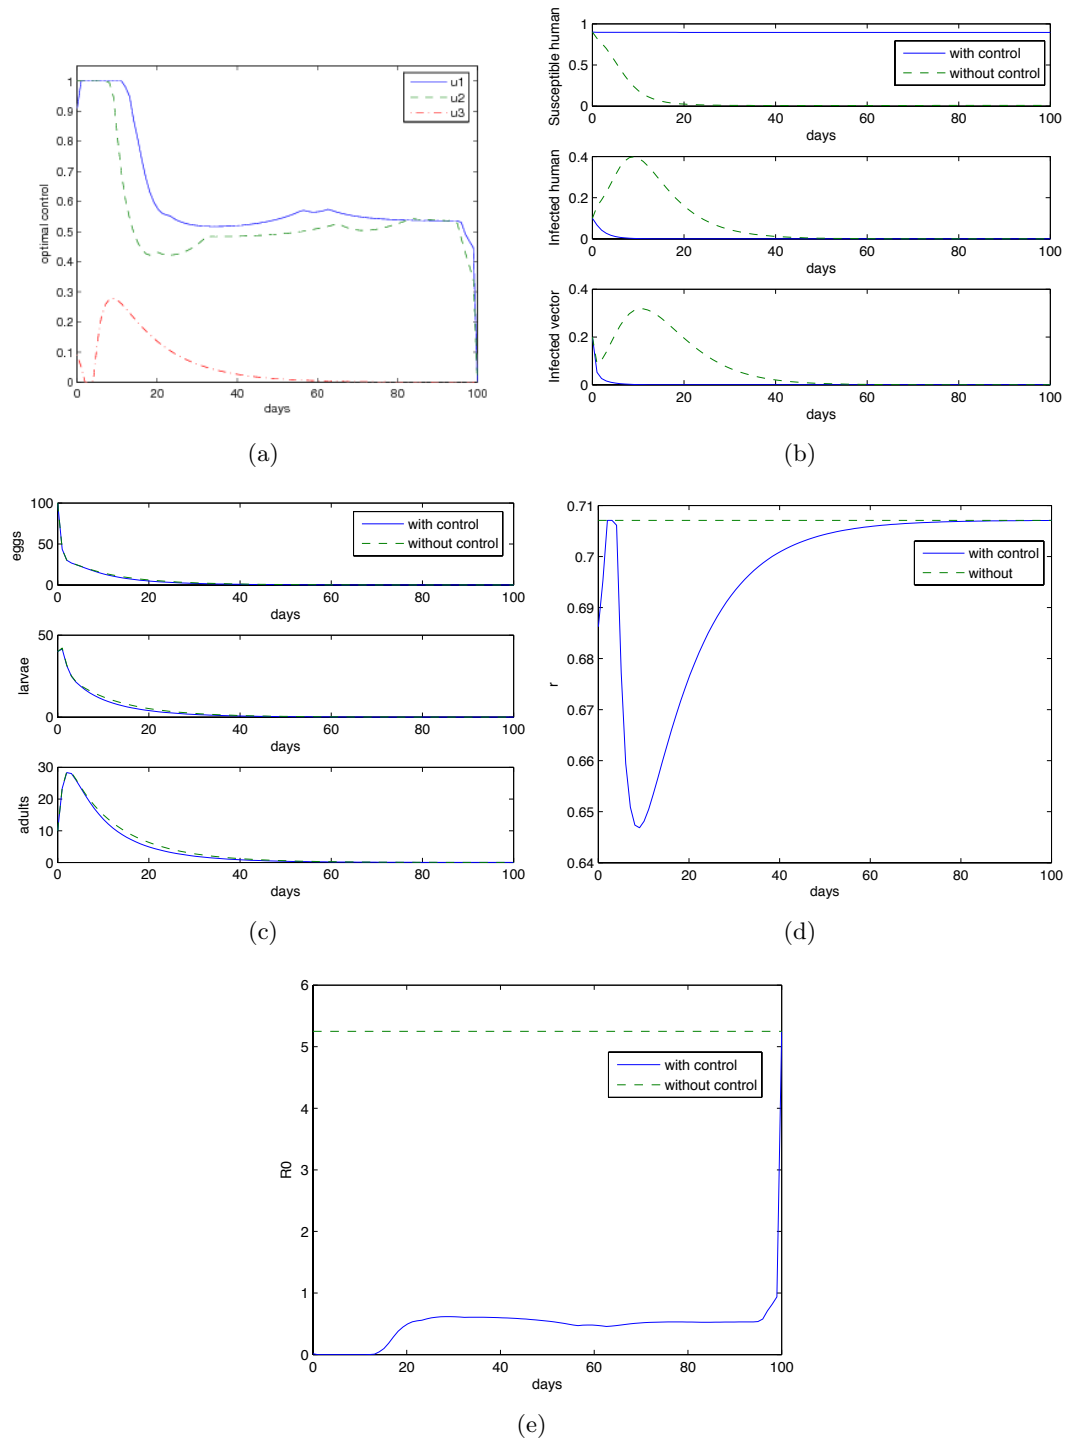 1
0.9
0.8
0.7
0.6
0.5
0.4
0.3
0.2
0.1
0
optimal control
0 20 40 60 80 100
days
u1
u2
u3
(a)
Susceptible human
1
0.5
0
0 20 40 60 80 100
days
with control
without control
Infected human
0.4
0.2
0
0 20 40 60 80 100
days
Infected vector
0.4
0.2
0
0 20 40 60 80 100
days
(b)
eggs
100
50
0
0 20 40 60 80 100
days
with control
without control
larvae
50
0
0 20 40 60 80 100
days
adults
30
20
10
0
0 20 40 60 80 100
days
(c)
0.71
0.7
0.69
0.68
0.67
0.66
0.65
0.64
r
0 20 40 60 80 100
days
with control
without
(d)
6
5
4
3
2
1
0
R0
0 20 40 60 80 100
days
with control
without control
(e)